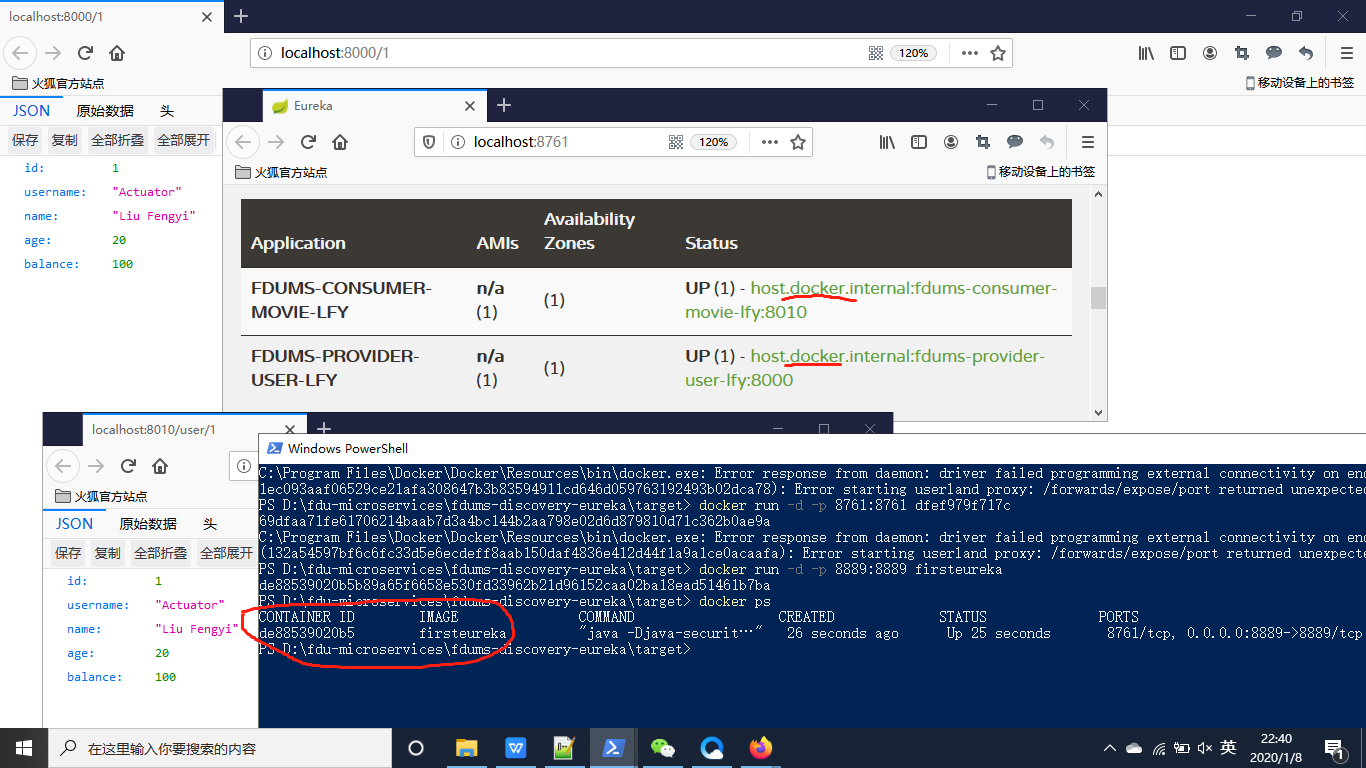 localhost:8000/1
localhost:8000/1
120%
火狐官方站点
移动设备上的书签
JSON 原始数据 头
保存 复制 全部折叠 全部展开
id: 1
username: "Actuator"
name: "Liu Fengyi"
age: 20
balance: 100
Eureka
localhost:8761
120%
火狐官方站点
移动设备上的书签
Application AMIs Availability Zones Status
FDUMS-CONSUMER-MOVIE-LFY n/a (1) (1) UP (1) - host.docker.internal:fdums-consumer-movie-lfy:8010
FDUMS-PROVIDER-USER-LFY n/a (1) (1) UP (1) - host.docker.internal:fdums-provider-user-lfy:8000
localhost:8010/user/1
火狐官方站点
JSON 原始数据 头
保存 复制 全部折叠 全部展开
id: 1
username: "Actuator"
name: "Liu Fengyi"
age: 20
balance: 100
Windows PowerShell
C:\Program Files\Docker\Docker\Resources\bin\docker.exe: Error response from daemon: driver failed programming external connectivity on en
1ec093aaf06529ce21afa308647b3b83594911cd646d059763192493b02dca78): Error starting userland proxy: /forwards/expose/port returned unexpected
PS D:\fdu-microservices\fdums-discovery-eureka\target> docker run -d -p 8761:8761 dfef979f717c
69dfaa71fe61706214baab7d3a4bc144b2aa798e02d6d879810d71c362b0ae9a
C:\Program Files\Docker\Docker\Resources\bin\docker.exe: Error response from daemon: driver failed programming external connectivity on en
(132a54597bf6c6fc33d5e6ecdeff8aab150daf4836e412d44f1a9a1ce0acaafa): Error starting userland proxy: /forwards/expose/port returned unexpecte
PS D:\fdu-microservices\fdums-discovery-eureka\target> docker run -d -p 8889:8889 firsteureka
de88539020b5b89a65f6658e530fd33962b21d96152caa02ba18ead51461b7ba
PS D:\fdu-microservices\fdums-discovery-eureka\target> docker ps
CONTAINER ID IMAGE COMMAND CREATED STATUS PORTS
de88539020b5 firsteureka "java -Djava-securit…" 26 seconds ago Up 25 seconds 8761/tcp, 0.0.0.0:8889->8889/tcp
PS D:\fdu-microservices\fdums-discovery-eureka\target>
在这里输入你要搜索的内容
英
22:40
2020/1/8
1